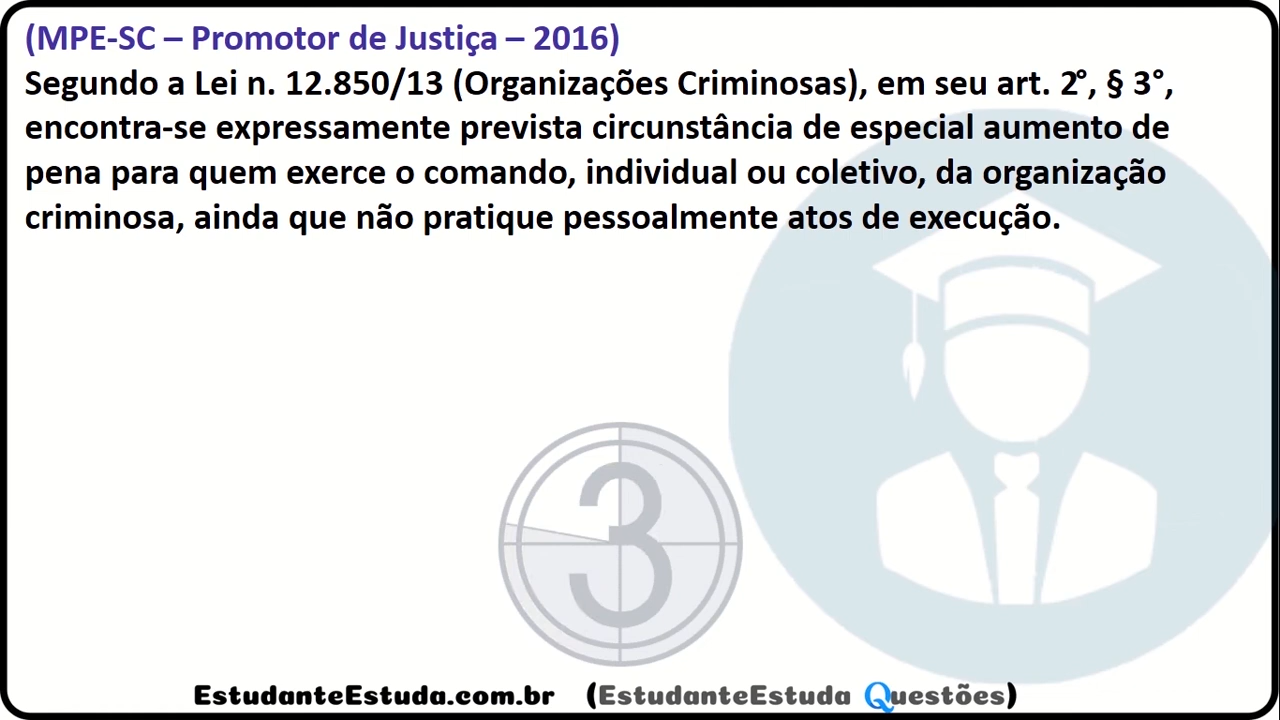 (MPE-SC – Promotor de Justiça – 2016)
Segundo a Lei n. 12.850/13 (Organizações Criminosas), em seu art. 2°, § 3°,
encontra-se expressamente prevista circunstância de especial aumento de
pena para quem exerce o comando, individual ou coletivo, da organização
criminosa, ainda que não pratique pessoalmente atos de execução.
3
EstudanteEstuda.com.br (EstudanteEstuda Questões)